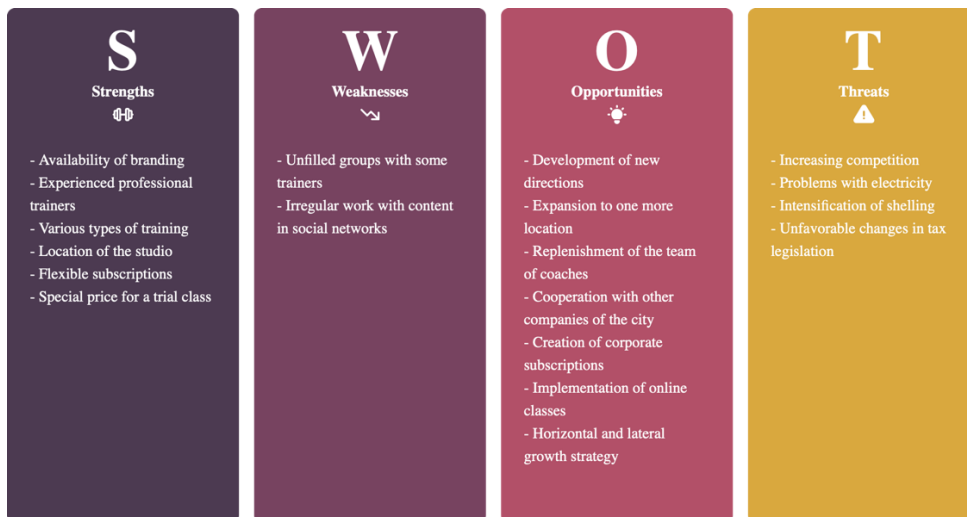 S
Strengths
- Availability of branding
- Experienced professional
trainers
- Various types of training
- Location of the studio
- Flexible subscriptions
- Special price for a trial class
W
Weaknesses
- Unfilled groups with some
trainers
- Irregular work with content
in social networks
O
Opportunities
- Development of new
directions
- Expansion to one more
location
- Replenishment of the team
of coaches
- Cooperation with other
companies of the city
- Creation of corporate
subscriptions
- Implementation of online
classes
- Horizontal and lateral
growth strategy
T
Threats
- Increasing competition
- Problems with electricity
- Intensification of shelling
- Unfavorable changes in tax
legislation